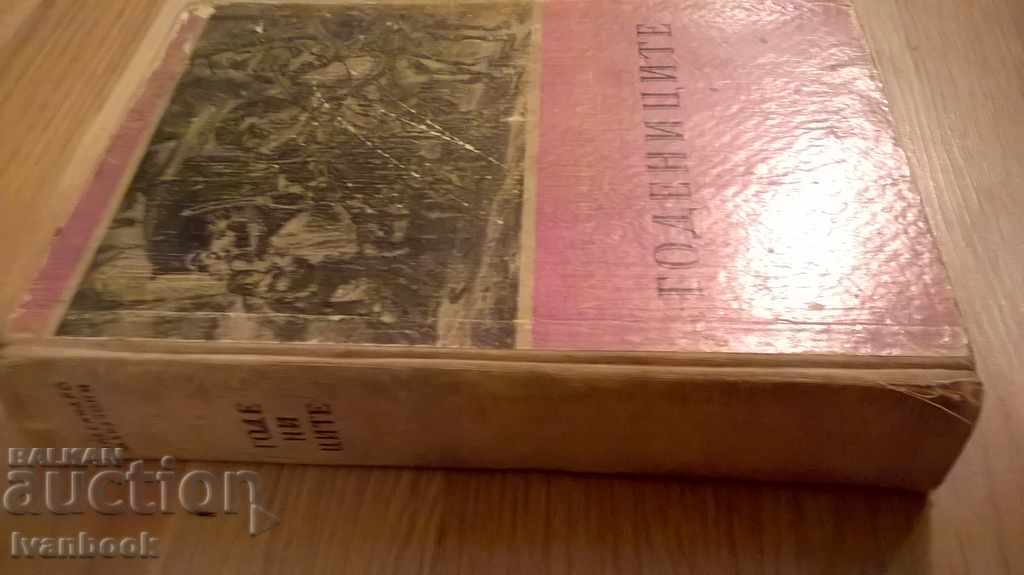 ГОДЕНИЦИТЕ
ГОДЕ
НИ
ЦИТЕ
BALKAN
auction
Ivanbook